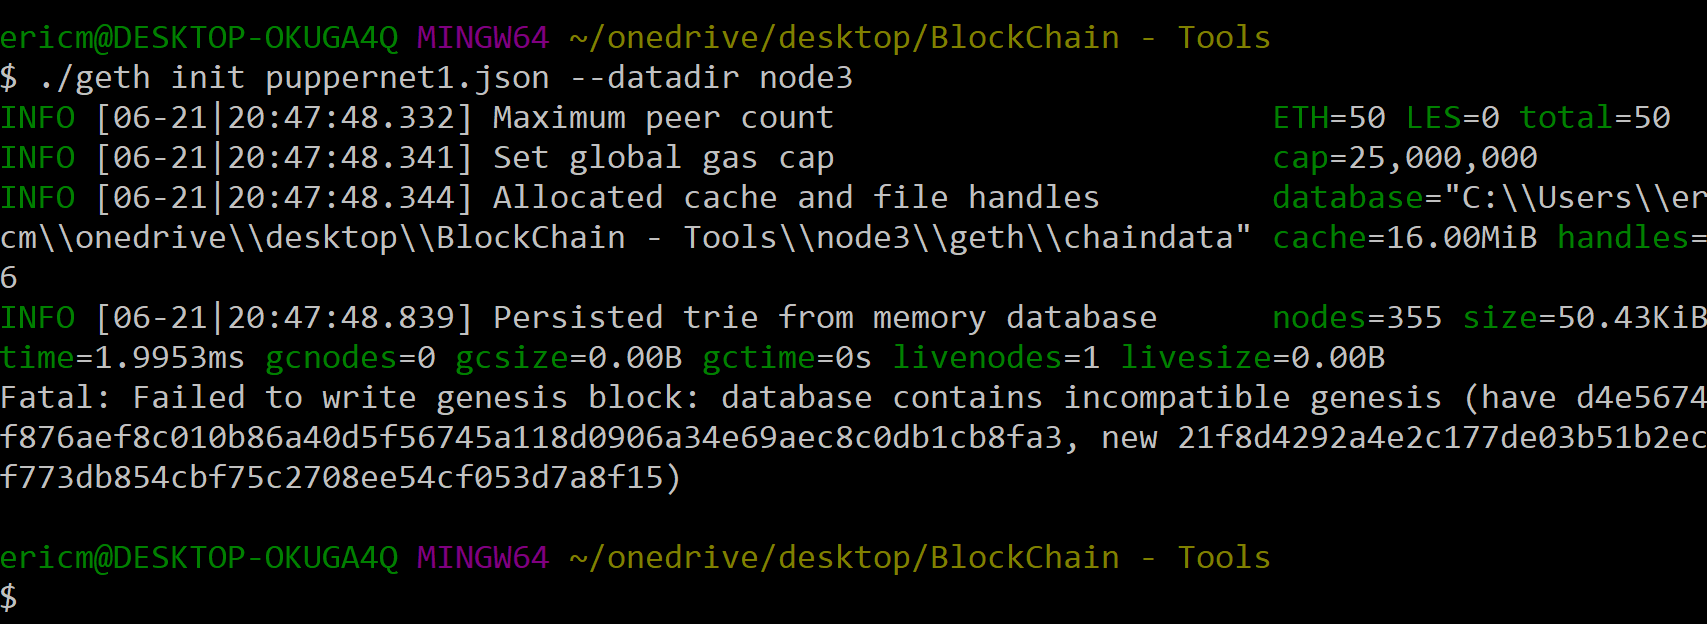 ericm@DESKTOP-OKUGA4Q MINGW64 ~/onedrive/desktop/BlockChain - Tools
$ ./geth init puppernet1.json --datadir node3
INFO [06-21|20:47:48.332] Maximum peer count                       ETH=50 LES=0 total=50
INFO [06-21|20:47:48.341] Set global gas cap                       cap=25,000,000
INFO [06-21|20:47:48.344] Allocated cache and file handles         database="C:\\Users\\er
cm\\onedrive\\desktop\\BlockChain - Tools\\node3\\geth\\chaindata" cache=16.00MiB handles=
6
INFO [06-21|20:47:48.839] Persisted trie from memory database      nodes=355 size=50.43KiB
time=1.9953ms gcnodes=0 gcsize=0.00B gctime=0s livenodes=1 livesize=0.00B
Fatal: Failed to write genesis block: database contains incompatible genesis (have d4e5674
f876aef8c010b86a40d5f56745a118d0906a34e69aec8c0db1cb8fa3, new 21f8d4292a4e2c177de03b51b2ec
f773db854cbf75c2708ee54cf053d7a8f15)
ericm@DESKTOP-OKUGA4Q MINGW64 ~/onedrive/desktop/BlockChain - Tools
$